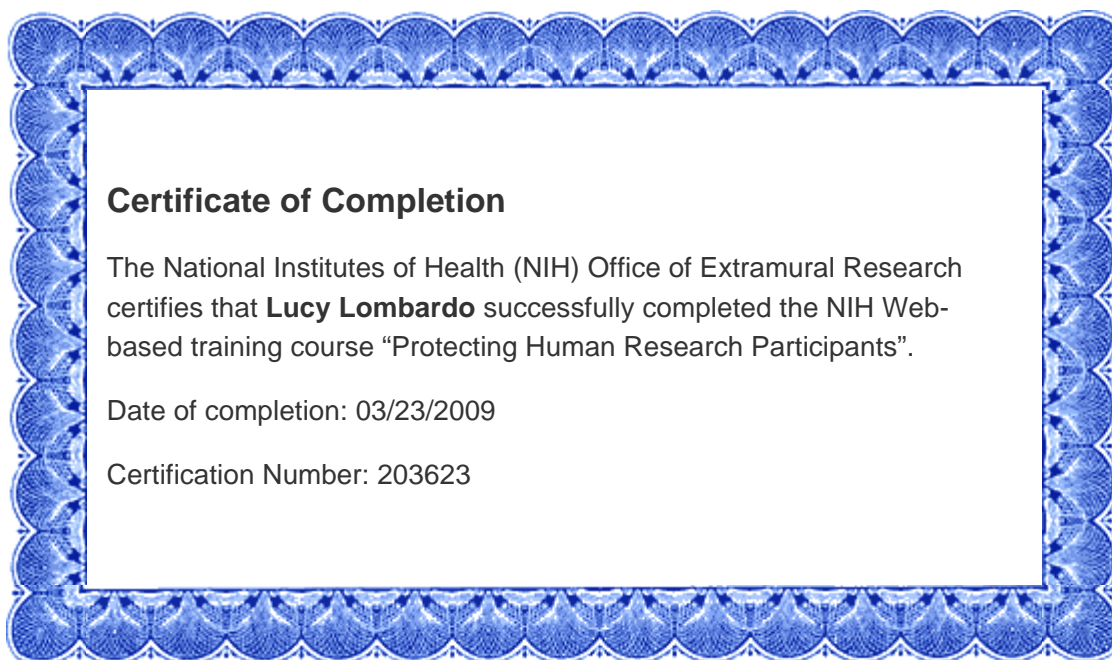 Certificate of Completion
The National Institutes of Health (NIH) Office of Extramural Research
certifies that Lucy Lombardo successfully completed the NIH Web-
based training course “Protecting Human Research Participants”.
Date of completion: 03/23/2009
Certification Number: 203623